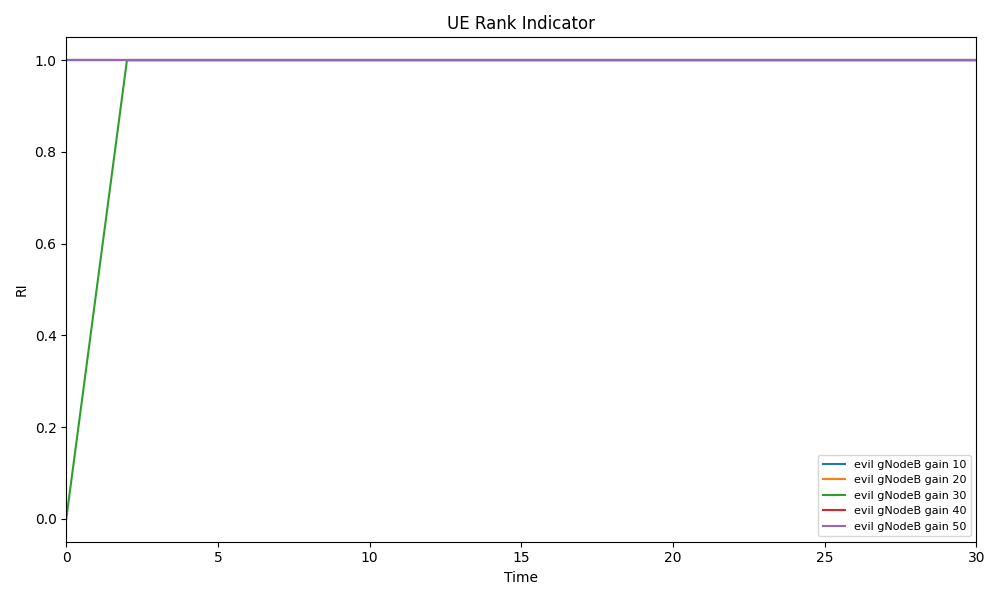 UE Rank Indicator
RI
1.0
0.8
0.6
0.4
0.2
0.0
0 5 10 15 20 25 30
Time
evil gNodeB gain 10
evil gNodeB gain 20
evil gNodeB gain 30
evil gNodeB gain 40
evil gNodeB gain 50